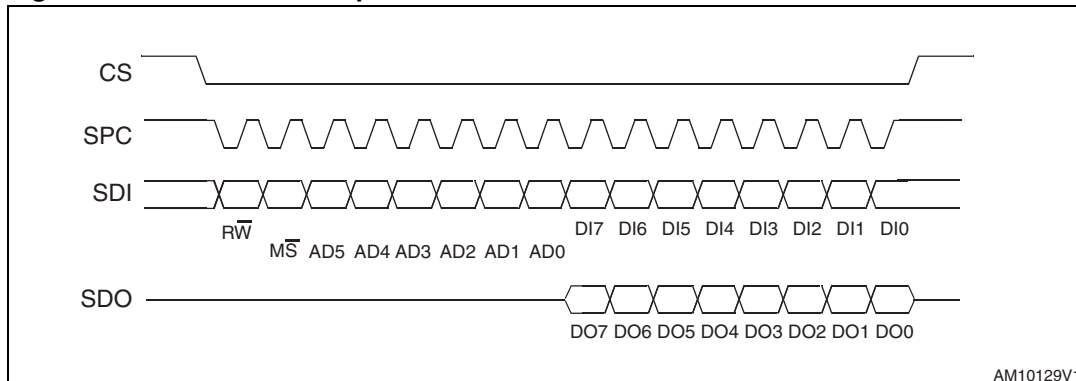 CS
SPC
SDI
RW̅
MS̅ AD5 AD4 AD3 AD2 AD1 AD0
DI7 DI6 DI5 DI4 DI3 DI2 DI1 DI0
SDO
DO7 DO6 DO5 DO4 DO3 DO2 DO1 DO0
AM10129V1